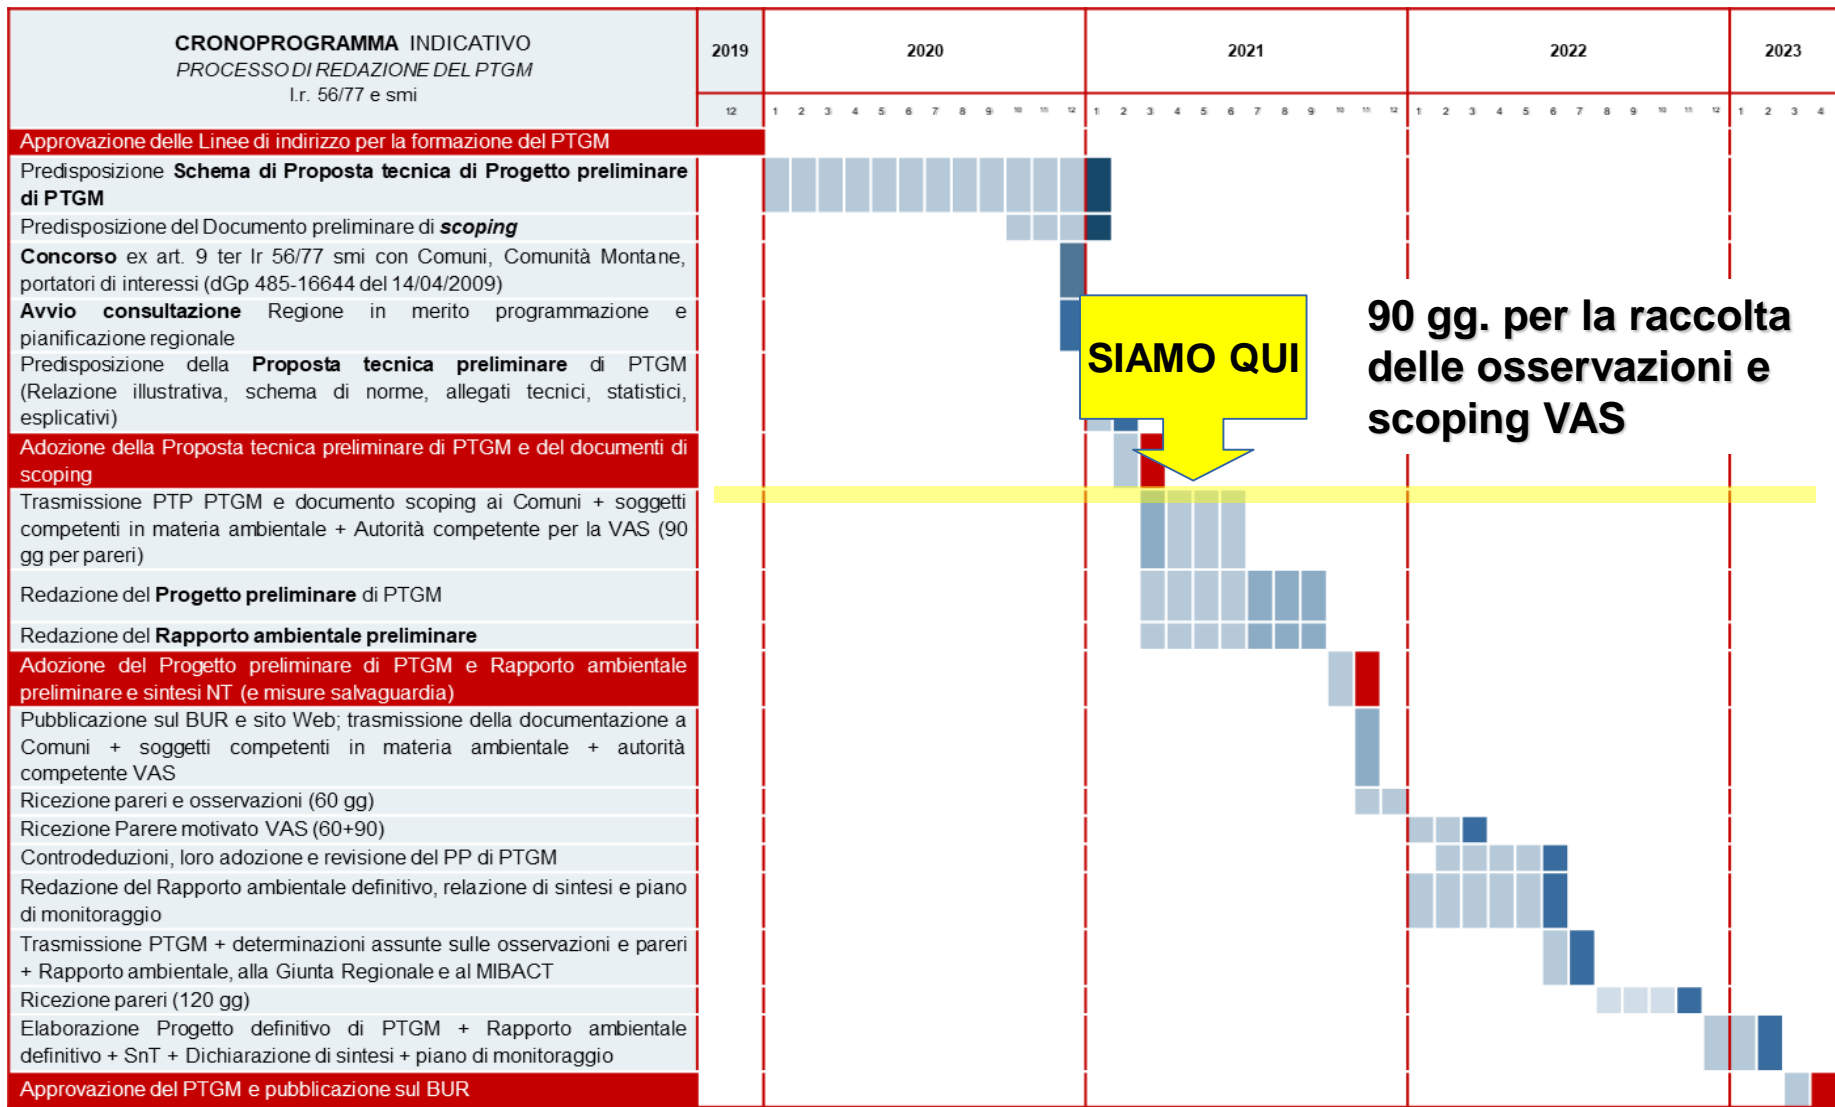 CRONOPROGRAMMA INDICATIVO
PROCESSO DI REDAZIONE DEL PTGM
l.r. 56/77 e smi
2019 2020 2021 2022 2023
12 1 2 3 4 5 6 7 8 9 10 11 12 1 2 3 4 5 6 7 8 9 10 11 12 1 2 3 4 5 6 7 8 9 10 11 12 1 2 3 4
Approvazione delle Linee di indirizzo per la formazione del PTGM
Predisposizione Schema di Proposta tecnica di Progetto preliminare
di PTGM
Predisposizione del Documento preliminare di scoping
Concorso ex art. 9 ter lr 56/77 smi con Comuni, Comunità Montane,
portatori di interessi (dGp 485-16644 del 14/04/2009)
Avvio consultazione Regione in merito programmazione e
pianificazione regionale
Predisposizione della Proposta tecnica preliminare di PTGM
(Relazione illustrativa, schema di norme, allegati tecnici, statistici,
esplicativi)
SIAMO QUI
90 gg. per la raccolta
delle osservazioni e
scoping VAS
Adozione della Proposta tecnica preliminare di PTGM e del documenti di
scoping
Trasmissione PTP PTGM e documento scoping ai Comuni + soggetti
competenti in materia ambientale + Autorità competente per la VAS (90
gg per pareri)
Redazione del Progetto preliminare di PTGM
Redazione del Rapporto ambientale preliminare
Adozione del Progetto preliminare di PTGM e Rapporto ambientale
preliminare e sintesi NT (e misure salvaguardia)
Pubblicazione sul BUR e sito Web; trasmissione della documentazione a
Comuni + soggetti competenti in materia ambientale + autorità
competente VAS
Ricezione pareri e osservazioni (60 gg)
Ricezione Parere motivato VAS (60+90)
Controdeduzioni, loro adozione e revisione del PP di PTGM
Redazione del Rapporto ambientale definitivo, relazione di sintesi e piano
di monitoraggio
Trasmissione PTGM + determinazioni assunte sulle osservazioni e pareri
+ Rapporto ambientale, alla Giunta Regionale e al MIBACT
Ricezione pareri (120 gg)
Elaborazione Progetto definitivo di PTGM + Rapporto ambientale
definitivo + SnT + Dichiarazione di sintesi + piano di monitoraggio
Approvazione del PTGM e pubblicazione sul BUR